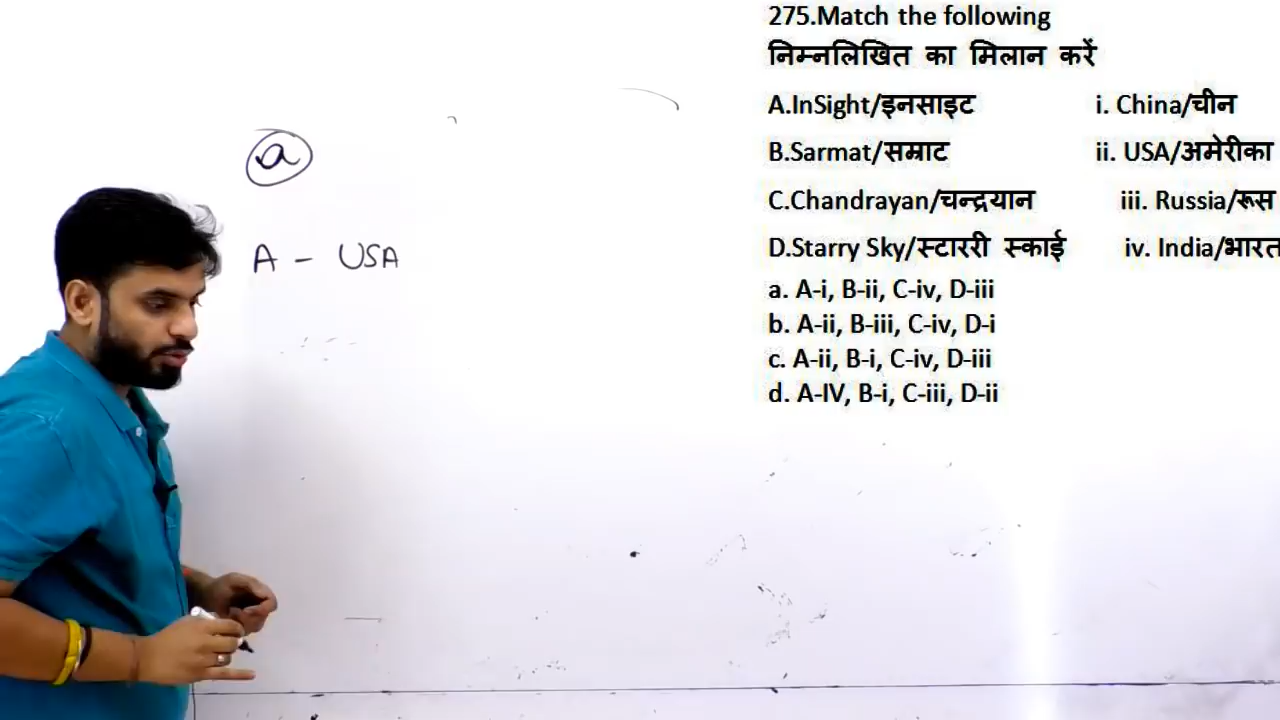 275.Match the following
निम्नलिखित का मिलान करें
A.InSight/इनसाइट i. China/चीन
B.Sarmat/सम्राट ii. USA/अमेरीका
C.Chandrayan/चन्द्रयान iii. Russia/रूस
D.Starry Sky/स्टाररी स्काई iv. India/भारत
a. A-i, B-ii, C-iv, D-iii
b. A-ii, B-iii, C-iv, D-i
c. A-ii, B-i, C-iv, D-iii
d. A-IV, B-i, C-iii, D-ii
a
A - USA